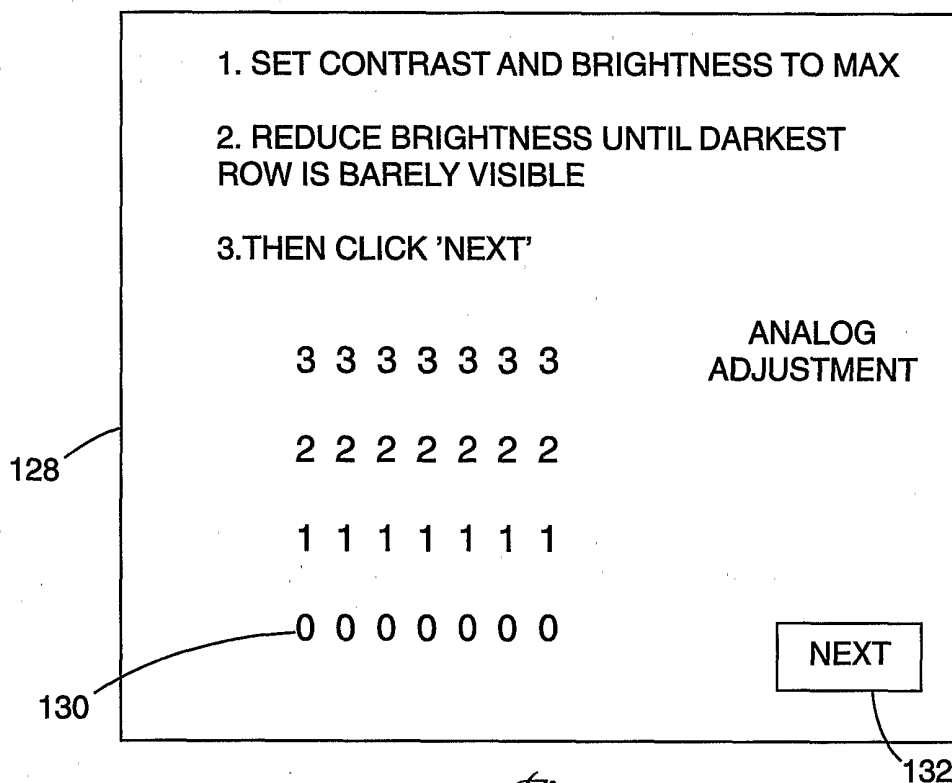 1. SET CONTRAST AND BRIGHTNESS TO MAX
2. REDUCE BRIGHTNESS UNTIL DARKEST
ROW IS BARELY VISIBLE
3.THEN CLICK 'NEXT'
ANALOG
ADJUSTMENT
3 3 3 3 3 3 3
2 2 2 2 2 2 2
128
1 1 1 1 1 1 1
0 0 0 0 0 0 0
NEXT
130
132